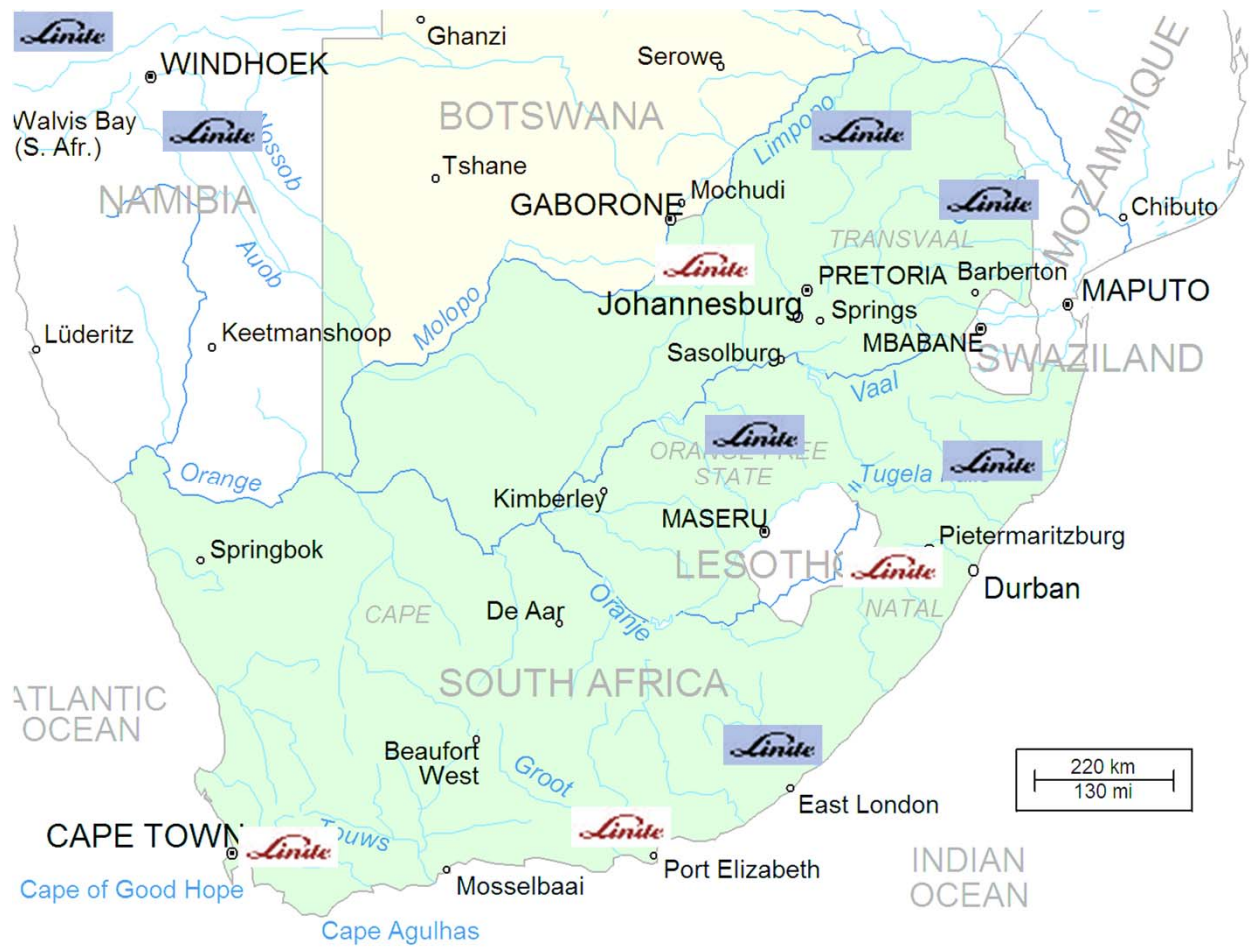 Linde
Ghanzi
WINDHOEK
Serowe
Walvis Bay
(S. Afr.)
Linde
Nossob
BOTSWANA
Limpopo
Linde
MOZAMBIQUE
Tshane
NAMIBIA
GABORONE
Mochudi
Linde
Chibuto
Auob
TRANSVAAL
Linde
PRETORIA
Barberton
MAPUTO
Johannesburg
Springs
Molopo
Lüderitz
Keetmanshoop
Sasolburg
MBABANE
SWAZILAND
Vaal
Linde
ORANGE FREE
STATE
Linde
Tugela
Orange
Kimberley
MASERU
Pietermaritzburg
Springbok
LESOTHO
Linde
Durban
CAPE
De Aar
Oranje
NATAL
SOUTH AFRICA
ATLANTIC
OCEAN
Beaufort
West
Groot
Linde
220 km
130 mi
East London
CAPE TOWN
Linde
Touws
Linde
Port Elizabeth
INDIAN
OCEAN
Cape of Good Hope
Mosselbaai
Cape Agulhas